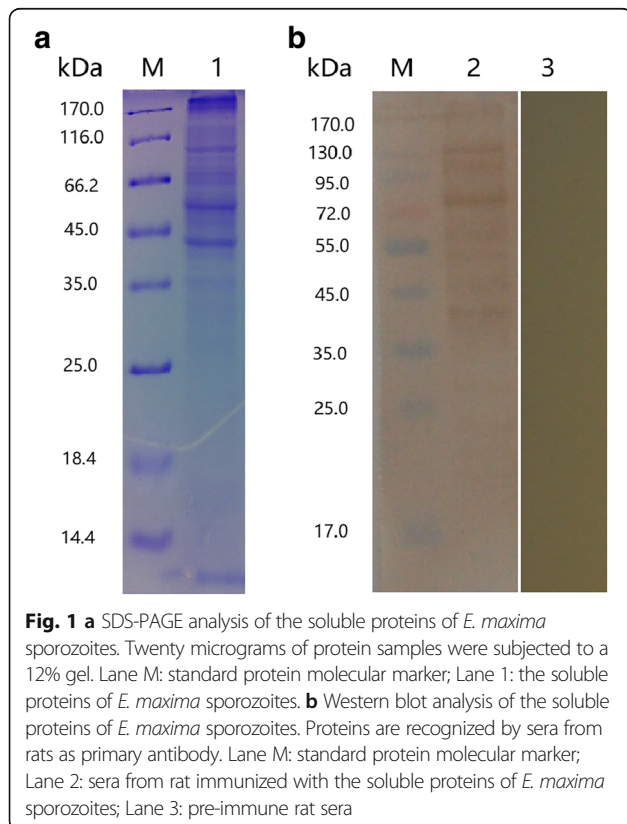 a
kDa M 1
170.0
116.0
66.2
45.0
35.0
25.0
18.4
14.4
b
kDa M 2 3
170.0
130.0
95.0
72.0
55.0
45.0
35.0
25.0
17.0
Fig. 1 a SDS-PAGE analysis of the soluble proteins of E. maxima
sporozoites. Twenty micrograms of protein samples were subjected to a
12% gel. Lane M: standard protein molecular marker; Lane 1: the soluble
proteins of E. maxima sporozoites. b Western blot analysis of the soluble
proteins of E. maxima sporozoites. Proteins are recognized by sera from
rats as primary antibody. Lane M: standard protein molecular marker;
Lane 2: sera from rat immunized with the soluble proteins of E. maxima
sporozoites; Lane 3: pre-immune rat sera